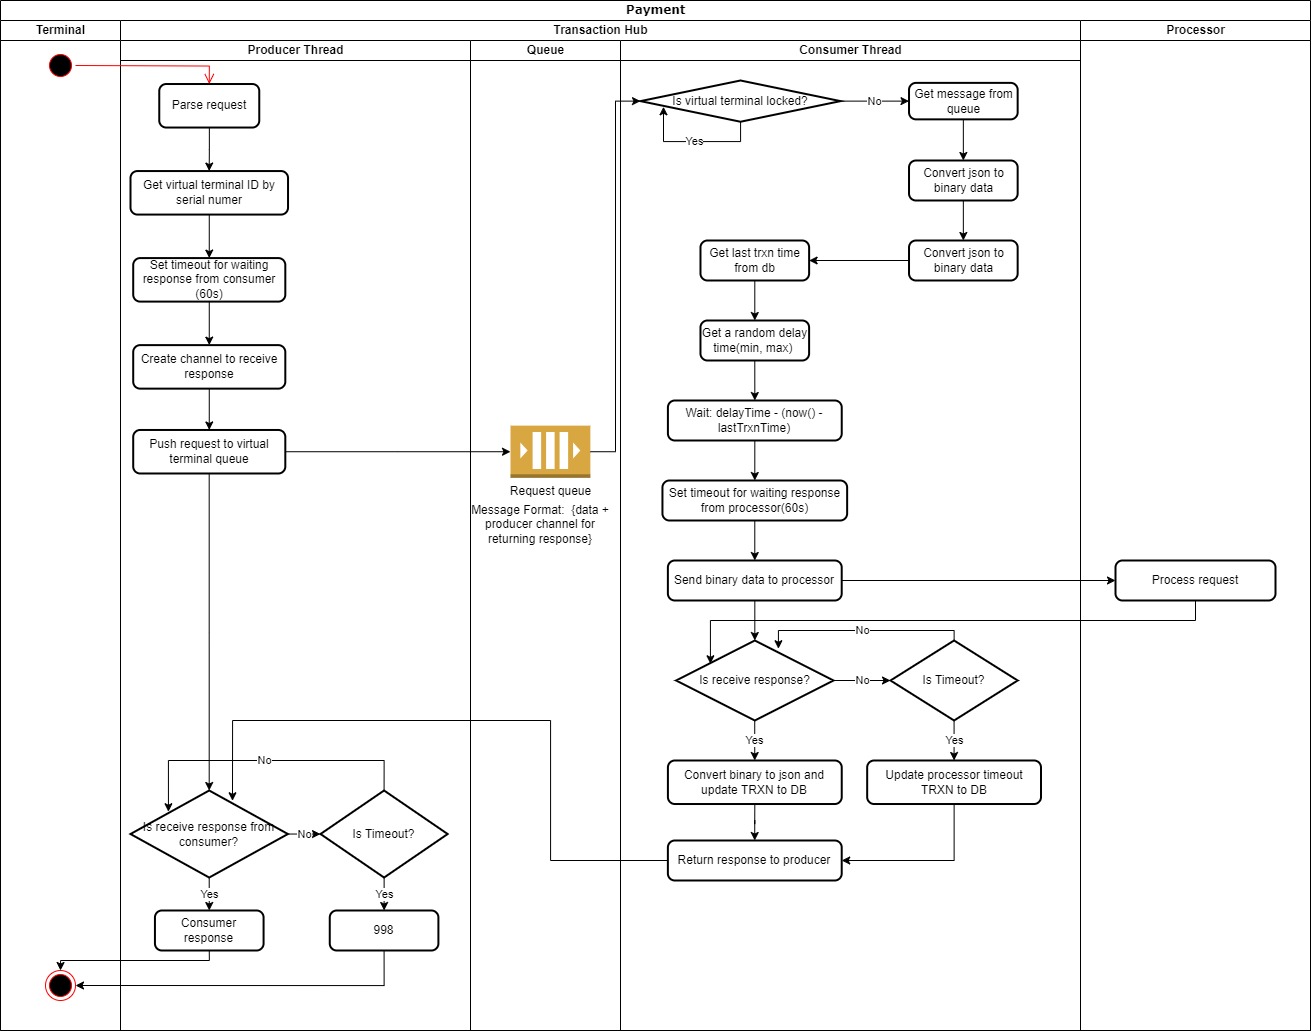 Payment
Terminal
Transaction Hub
Processor
Producer Thread
Queue
Consumer Thread
Parse request
Get virtual terminal ID by
serial numer
Set timeout for waiting
response from consumer
(60s)
Create channel to receive
response
Push request to virtual
terminal queue
Request queue
Message Format:  {data +
producer channel for
returning response}
Is virtual terminal locked?
No
Yes
Get message from
queue
Convert json to
binary data
Convert json to
binary data
Get last trxn time
from db
Get a random delay
time(min, max)
Wait: delayTime - (now() -
lastTrxnTime)
Set timeout for waiting response
from processor(60s)
Send binary data to processor
Process request
No
Is receive response?
No
Is Timeout?
Yes
Yes
Convert binary to json and
update TRXN to DB
Update processor timeout
TRXN to DB
Return response to producer
No
Is receive response from
consumer?
No
Is Timeout?
Yes
Yes
Consumer
response
998